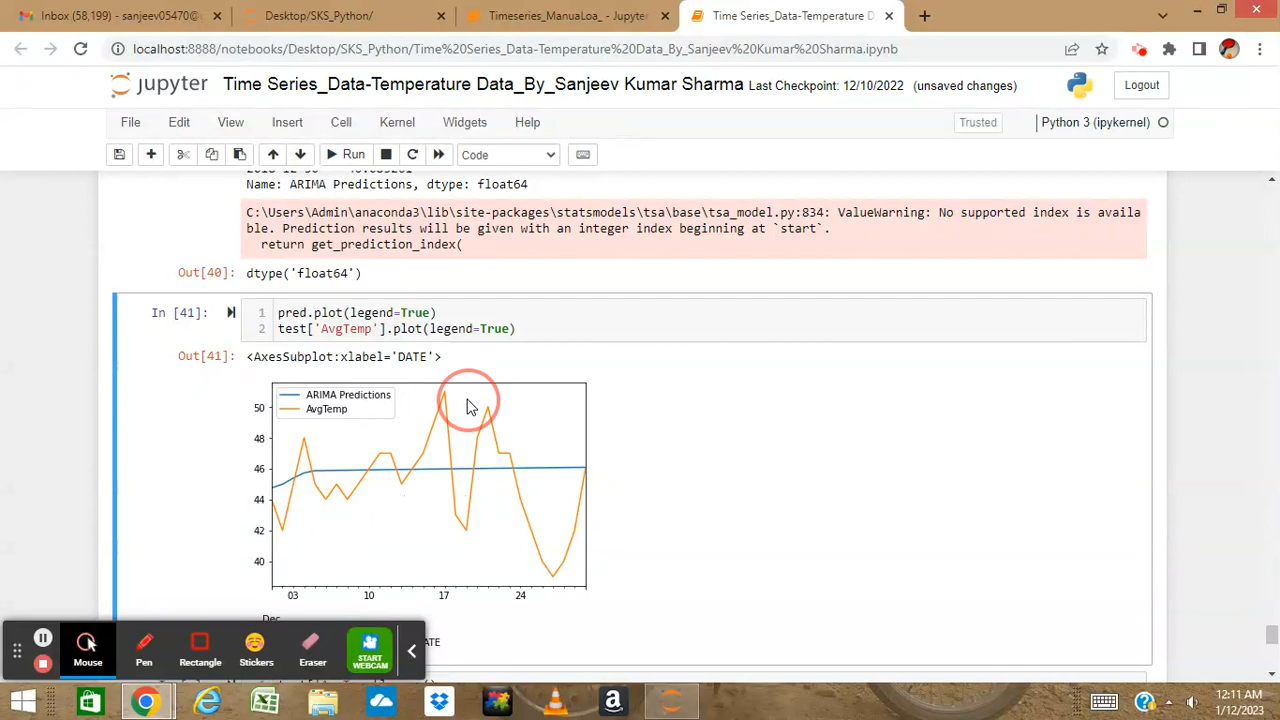 Inbox (58,199) - sanjeev05470@
Desktop/SKS_Python/
Timeseries_ManuaLoa_ - Jupyter
Time Series_Data-Temperature D
localhost:8888/notebooks/Desktop/SKS_Python/Time%20Series_Data-Temperature%20Data_By_Sanjeev%20Kumar%20Sharma.ipynb
jupyter Time Series_Data-Temperature Data_By_Sanjeev Kumar Sharma Last Checkpoint: 12/10/2022 (unsaved changes) Logout
File Edit View Insert Cell Kernel Widgets Help Trusted Python 3 (ipykernel)
Run Code
Name: ARIMA Predictions, dtype: float64
C:\Users\Admin\anaconda3\lib\site-packages\statsmodels\tsa\base\tsa_model.py:834: ValueWarning: No supported index is availa
ble. Prediction results will be given with an integer index beginning at `start`.
return get_prediction_index(
Out[40]: dtype('float64')
In [41]: 1 pred.plot(legend=True)
2 test['AvgTemp'].plot(legend=True)
Out[41]: <AxesSubplot:xlabel='DATE'>
ARIMA Predictions
AvgTemp
50
48
46
44
42
40
03 10 17 24
Dec
ATE
Mouse Pen Rectangle Stickers Eraser START WEBCAM
12:11 AM
1/12/2023